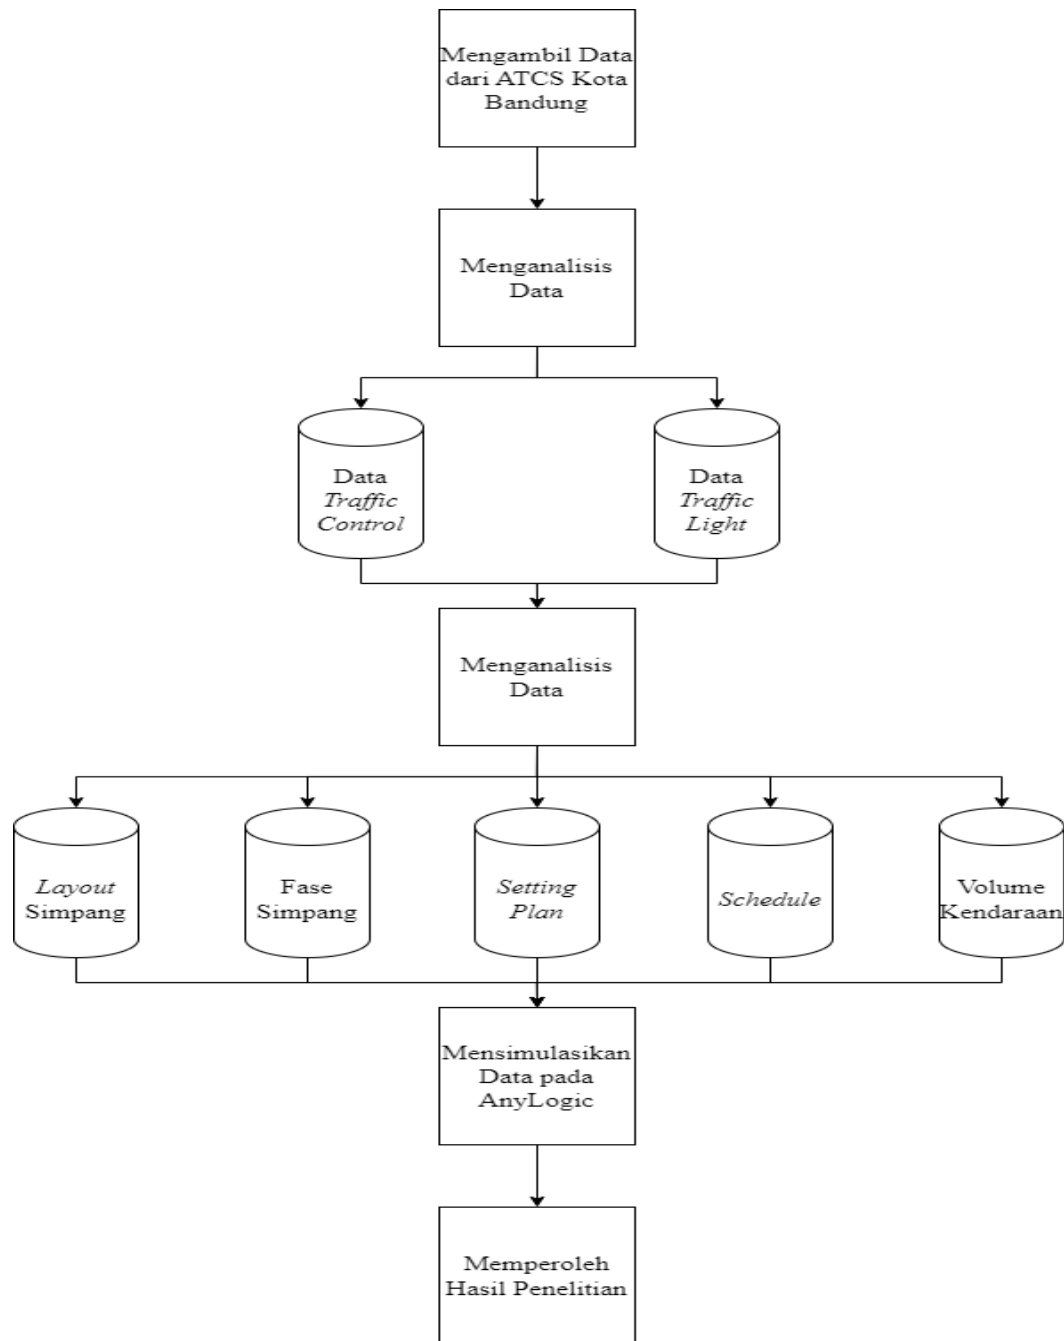 Mengambil Data
dari ATCS Kota
Bandung
Menganalisis
Data
Data
Traffic
Control
Data
Traffic
Light
Menganalisis
Data
Layout
Simpang
Fase
Simpang
Setting
Plan
Schedule
Volume
Kendaraan
Mensimulasikan
Data pada
AnyLogic
Memperoleh
Hasil Penelitian